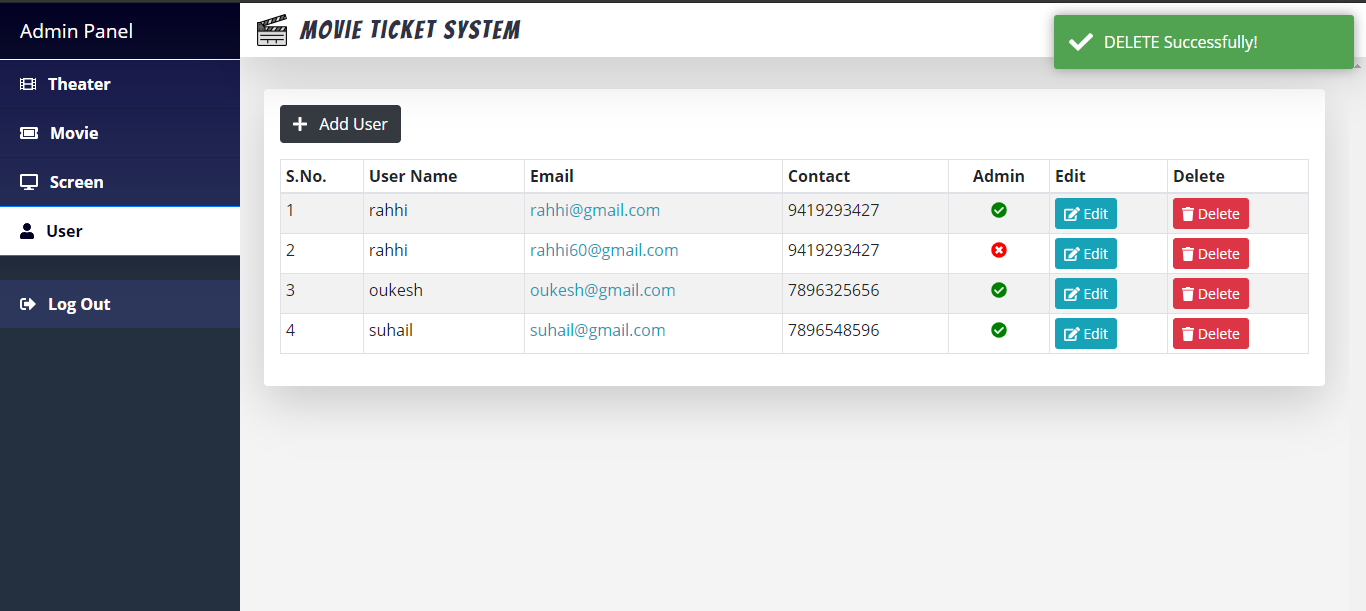 Admin Panel
MOVIE TICKET SYSTEM
DELETE Successfully!
Theater
Movie
Screen
User
Log Out
Add User
S.No. User Name Email Contact Admin Edit Delete
1 rahhi rahhi@gmail.com 9419293427 Edit Delete
2 rahhi rahhi60@gmail.com 9419293427 Edit Delete
3 oukesh oukesh@gmail.com 7896325656 Edit Delete
4 suhail suhail@gmail.com 7896548596 Edit Delete